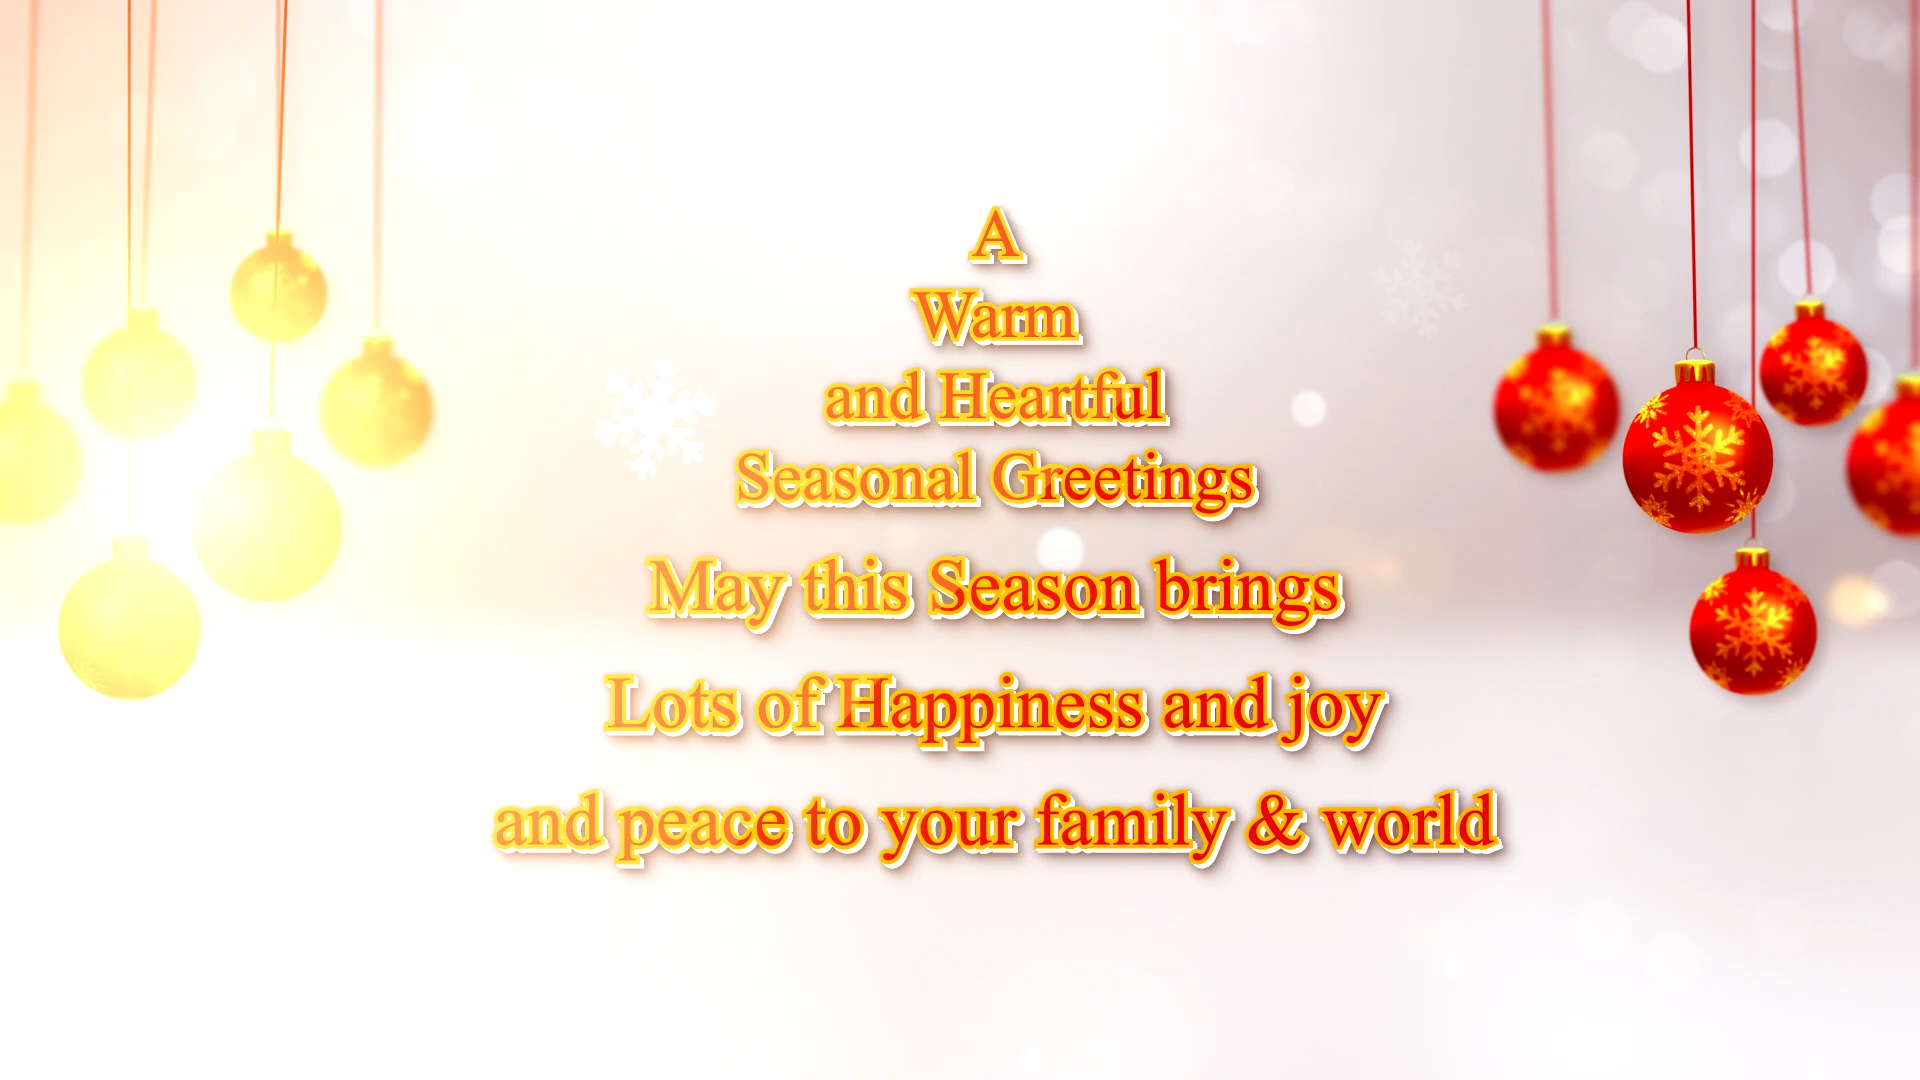 A
Warm
and Heartful
Seasonal Greetings
May this Season brings
Lots of Happiness and joy
and peace to your family & world